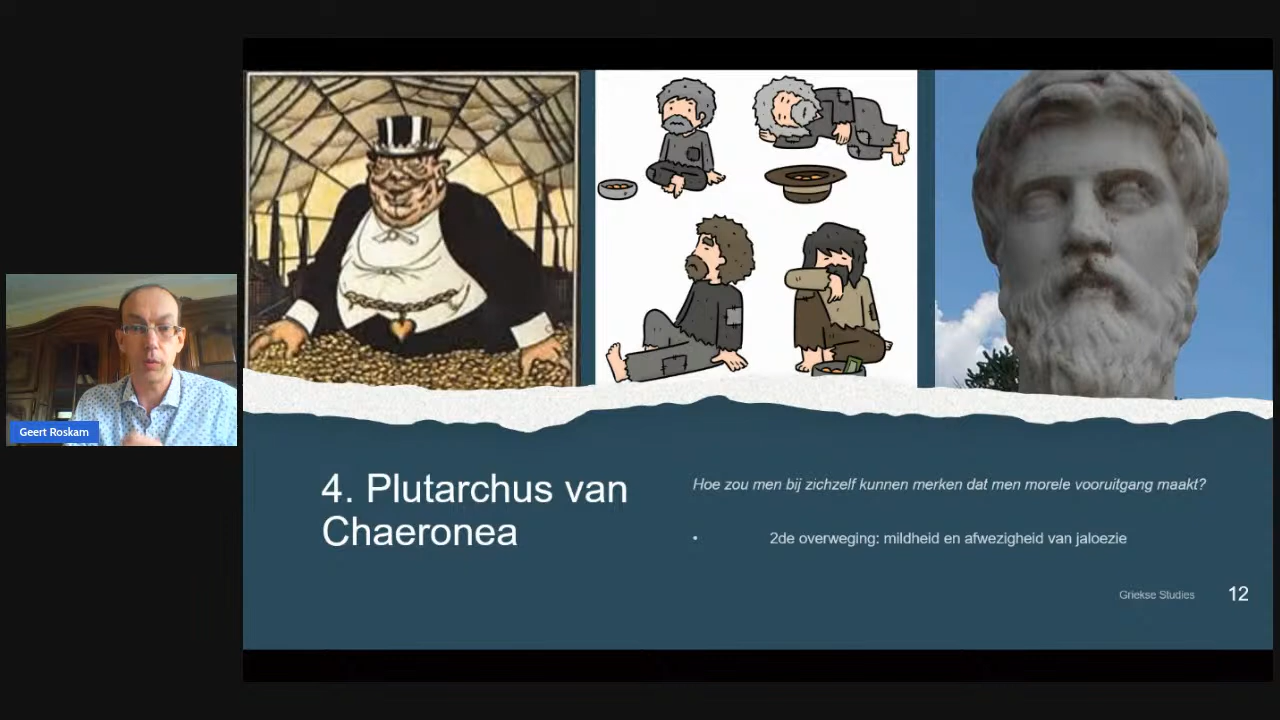 Geert Roskam
4. Plutarchus van
Chaeronea
Hoe zou men bij zichzelf kunnen merken dat men morele vooruitgang maakt?
• 2de overweging: mildheid en afwezigheid van jaloezie
Griekse Studies 12